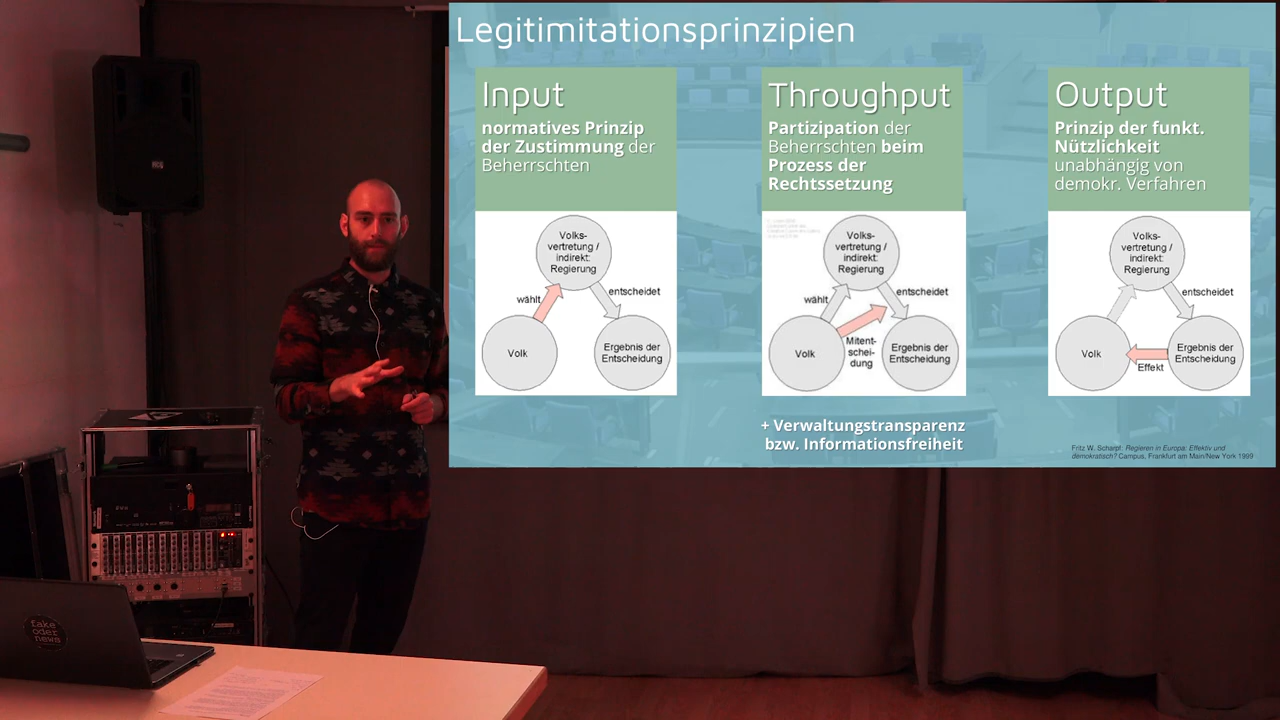 Legitimitationsprinzipien
Input
normatives Prinzip
der Zustimmung der
Beherrschten
Volks-
vertretung /
indirekt:
Regierung
wählt
entscheidet
Volk
Ergebnis der
Entscheidung
Throughput
Partizipation der
Beherrschten beim
Prozess der
Rechtssetzung
Volks-
vertretung /
indirekt:
Regierung
wählt
entscheidet
Mitent-
schei-
dung
Volk
Ergebnis der
Entscheidung
+ Verwaltungstransparenz
bzw. Informationsfreiheit
Output
Prinzip der funkt.
Nützlichkeit
unabhängig von
demokr. Verfahren
Volks-
vertretung /
indirekt:
Regierung
entscheidet
Volk
Ergebnis der
Entscheidung
Effekt
Fritz W. Scharpf: Regieren in Europa: Effektiv und
demokratisch? Campus, Frankfurt am Main/New York 1999
fake
oder
news